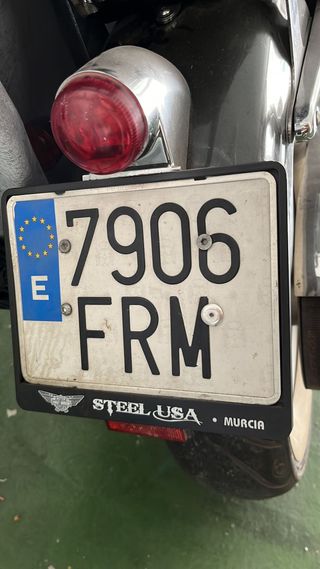 7906
E
FRM
STEEL USA
• MURCIA